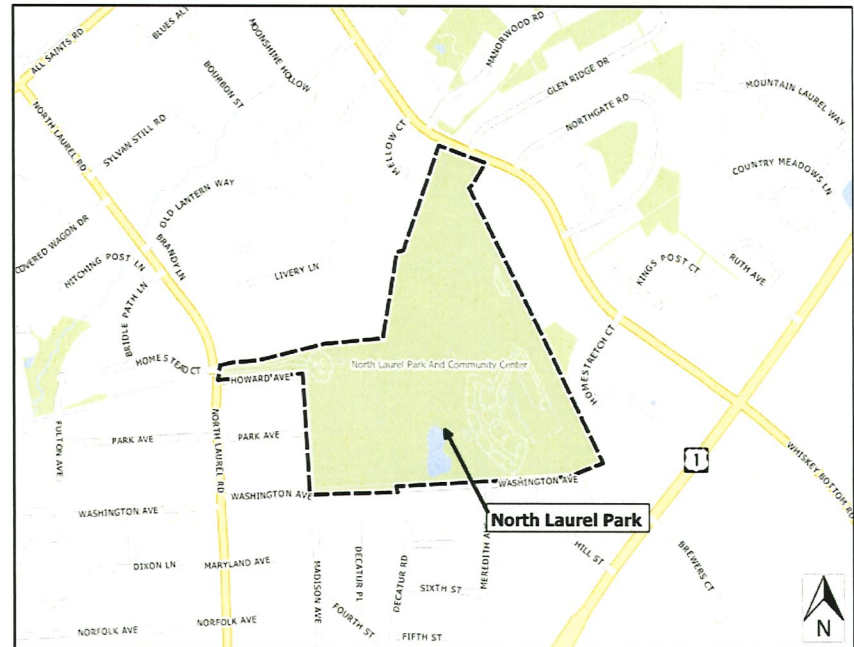 ALL SAINTS RD
BLUES ALY
MOONSHINE HOLLOW
BOURBON ST
MANORWOOD RD
GLEN RIDGE DR
NORTHGATE RD
MOUNTAIN LAUREL WAY
COUNTRY MEADOWS LN
NORTH LAUREL RD
SYLVAN STILL RD
MELLOW CT
OLD LANTERN WAY
COVERED WAGON DR
HITCHING POST LN
BRANDY LN
LIVERY LN
KINGS POST CT
RUTH AVE
BRIDLE PATH LN
HOMESTEAD CT
HOWARD AVE
North Laurel Park And Community Center
HOMESTRETCH CT
FULTON AVE
PARK AVE
PARK AVE
NORTH LAUREL RD
1
WHISKEY BOTTOM RD
WASHINGTON AVE
WASHINGTON AVE
WASHINGTON AVE
North Laurel Park
DIXON LN
MARYLAND AVE
MADISON AVE
DECATUR PL
DECATUR RD
MEREDITH A
HILL ST
BREWERS CT
SIXTH ST
NORFOLK AVE
NORFOLK AVE
FOURTH ST
FIFTH ST
N